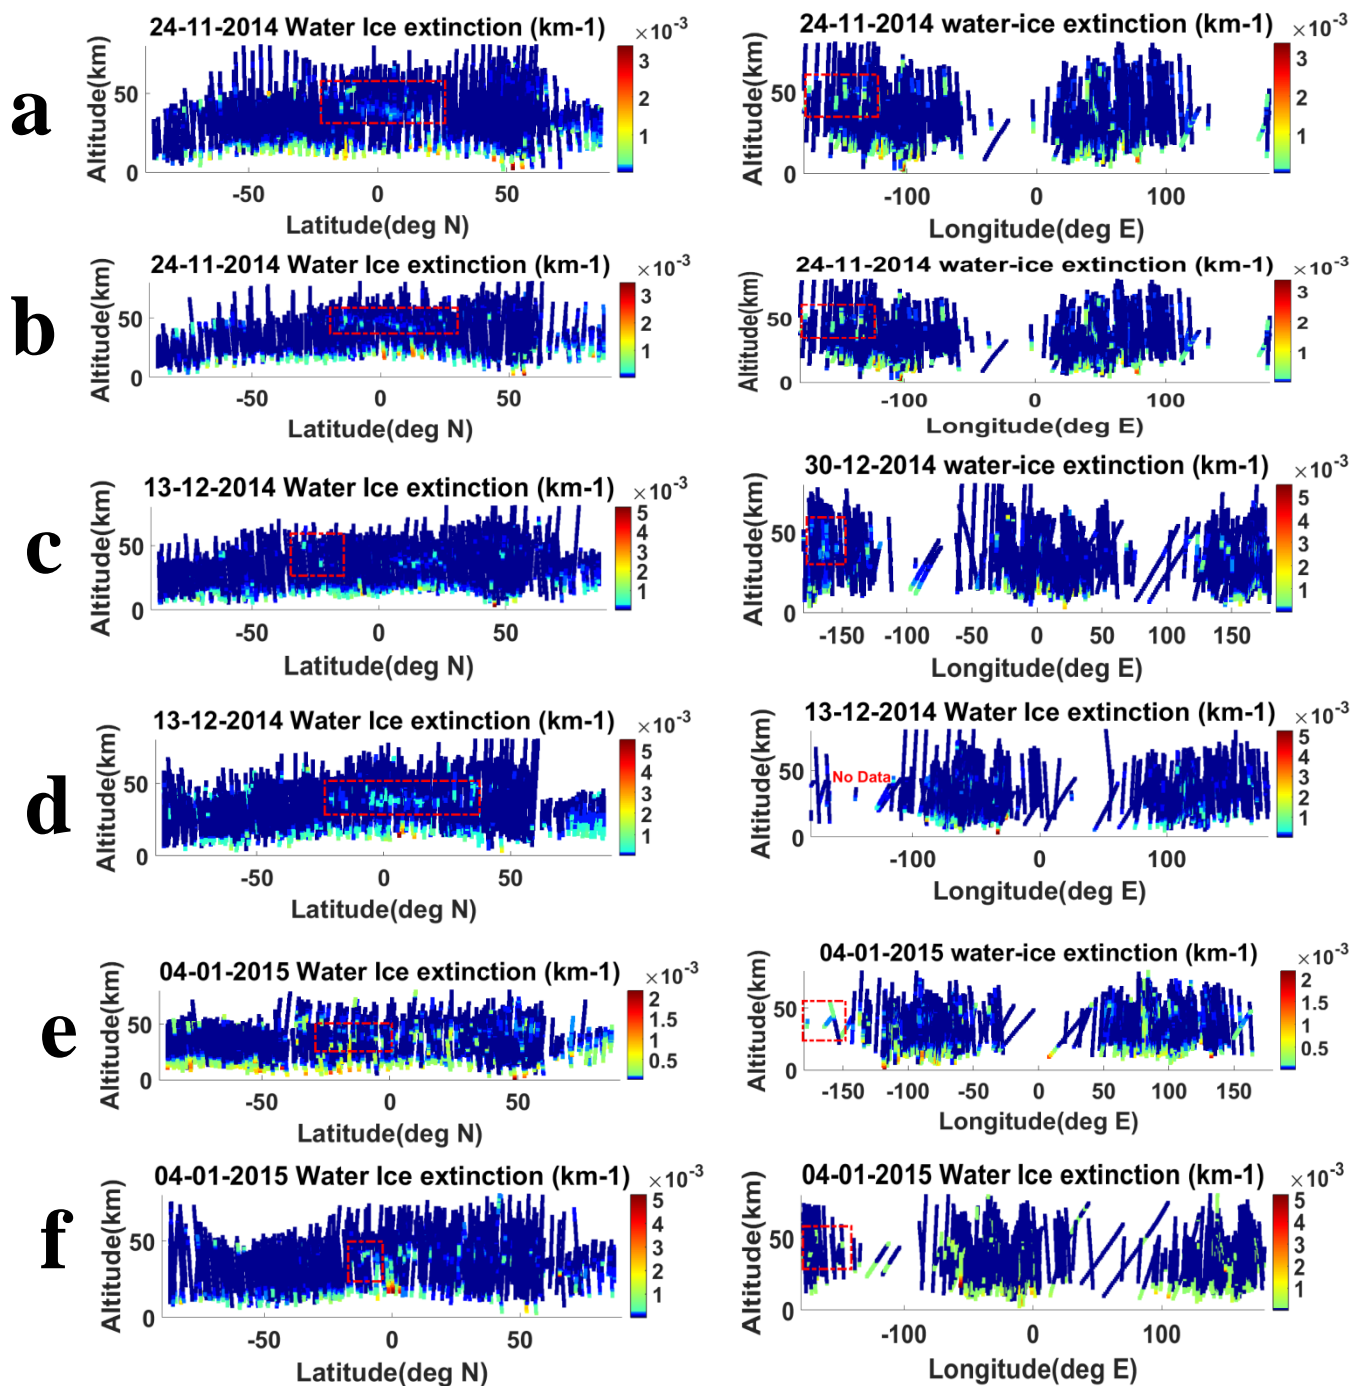 a
24-11-2014 Water Ice extinction (km-1)
×10-3
Altitude(km)
50
0
-50 0 50
Latitude(deg N)
3
2
1
24-11-2014 water-ice extinction (km-1)
×10-3
Altitude(km)
50
0
-100 0 100
Longitude(deg E)
3
2
1
b
24-11-2014 Water Ice extinction (km-1)
×10-3
Altitude(km)
50
0
-50 0 50
Latitude(deg N)
3
2
1
24-11-2014 water-ice extinction (km-1)
×10-3
Altitude(km)
50
0
-100 0 100
Longitude(deg E)
3
2
1
c
13-12-2014 Water Ice extinction (km-1)
×10-3
Altitude(km)
50
0
-50 0 50
Latitude(deg N)
5
4
3
2
1
30-12-2014 water-ice extinction (km-1)
×10-3
Altitude(km)
50
0
-150 -100 -50 0 50 100 150
Longitude(deg E)
5
4
3
2
1
d
13-12-2014 Water Ice extinction (km-1)
×10-3
Altitude(km)
50
0
-50 0 50
Latitude(deg N)
5
4
3
2
1
13-12-2014 Water Ice extinction (km-1)
×10-3
Altitude(km)
50
0
No Data
-100 0 100
Longitude(deg E)
5
4
3
2
1
e
04-01-2015 Water Ice extinction (km-1)
×10-3
Altitude(km)
50
0
-50 0 50
Latitude(deg N)
2
1.5
1
0.5
04-01-2015 water-ice extinction (km-1)
×10-3
Altitude(km)
50
0
-150 -100 -50 0 50 100 150
Longitude(deg E)
2
1.5
1
0.5
f
04-01-2015 Water Ice extinction (km-1)
×10-3
Altitude(km)
50
0
-50 0 50
Latitude(deg N)
5
4
3
2
1
04-01-2015 Water Ice extinction (km-1)
×10-3
Altitude(km)
50
0
-100 0 100
Longitude(deg E)
5
4
3
2
1